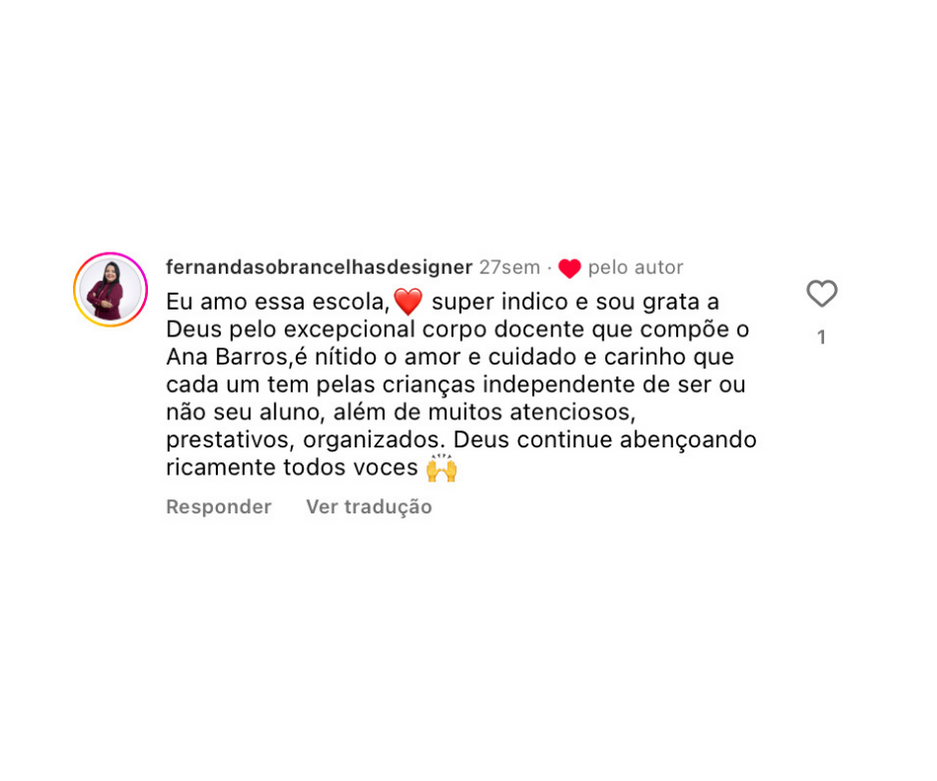 fernandasobrancelhasdesigner 27sem · ❤ pelo autor
Eu amo essa escola,❤️ super indico e sou grata a
Deus pelo excepcional corpo docente que compõe o
Ana Barros,é nítido o amor e cuidado e carinho que
cada um tem pelas crianças independente de ser ou
não seu aluno, além de muitos atenciosos,
prestativos, organizados. Deus continue abençoando
ricamente todos voces 🙌
1
Responder Ver tradução